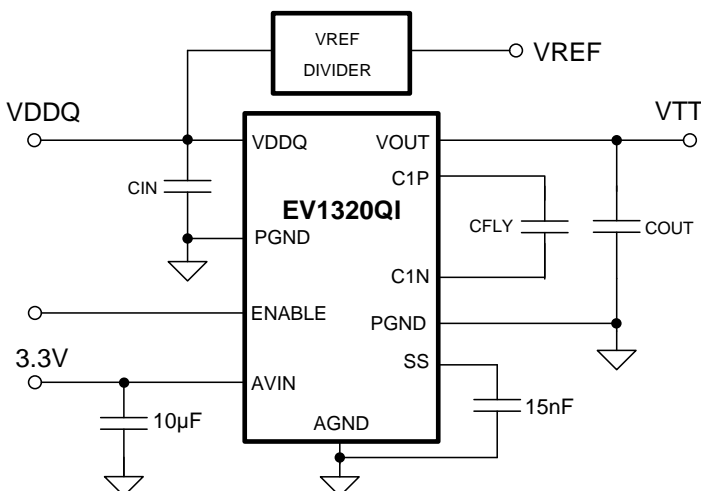 VREF
DIVIDER
VREF
VDDQ
VTT
VDDQ
VOUT
CIN
C1P
EV1320QI
PGND
CFLY
COUT
C1N
ENABLE
PGND
3.3V
SS
AVIN
10µF
15nF
AGND